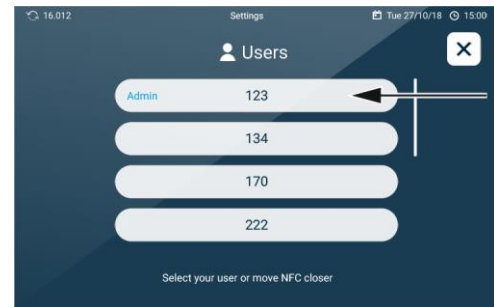 16.012 Settings Tue 27/10/18 15:00
Users
Admin 123
134
170
222
Select your user or move NFC closer